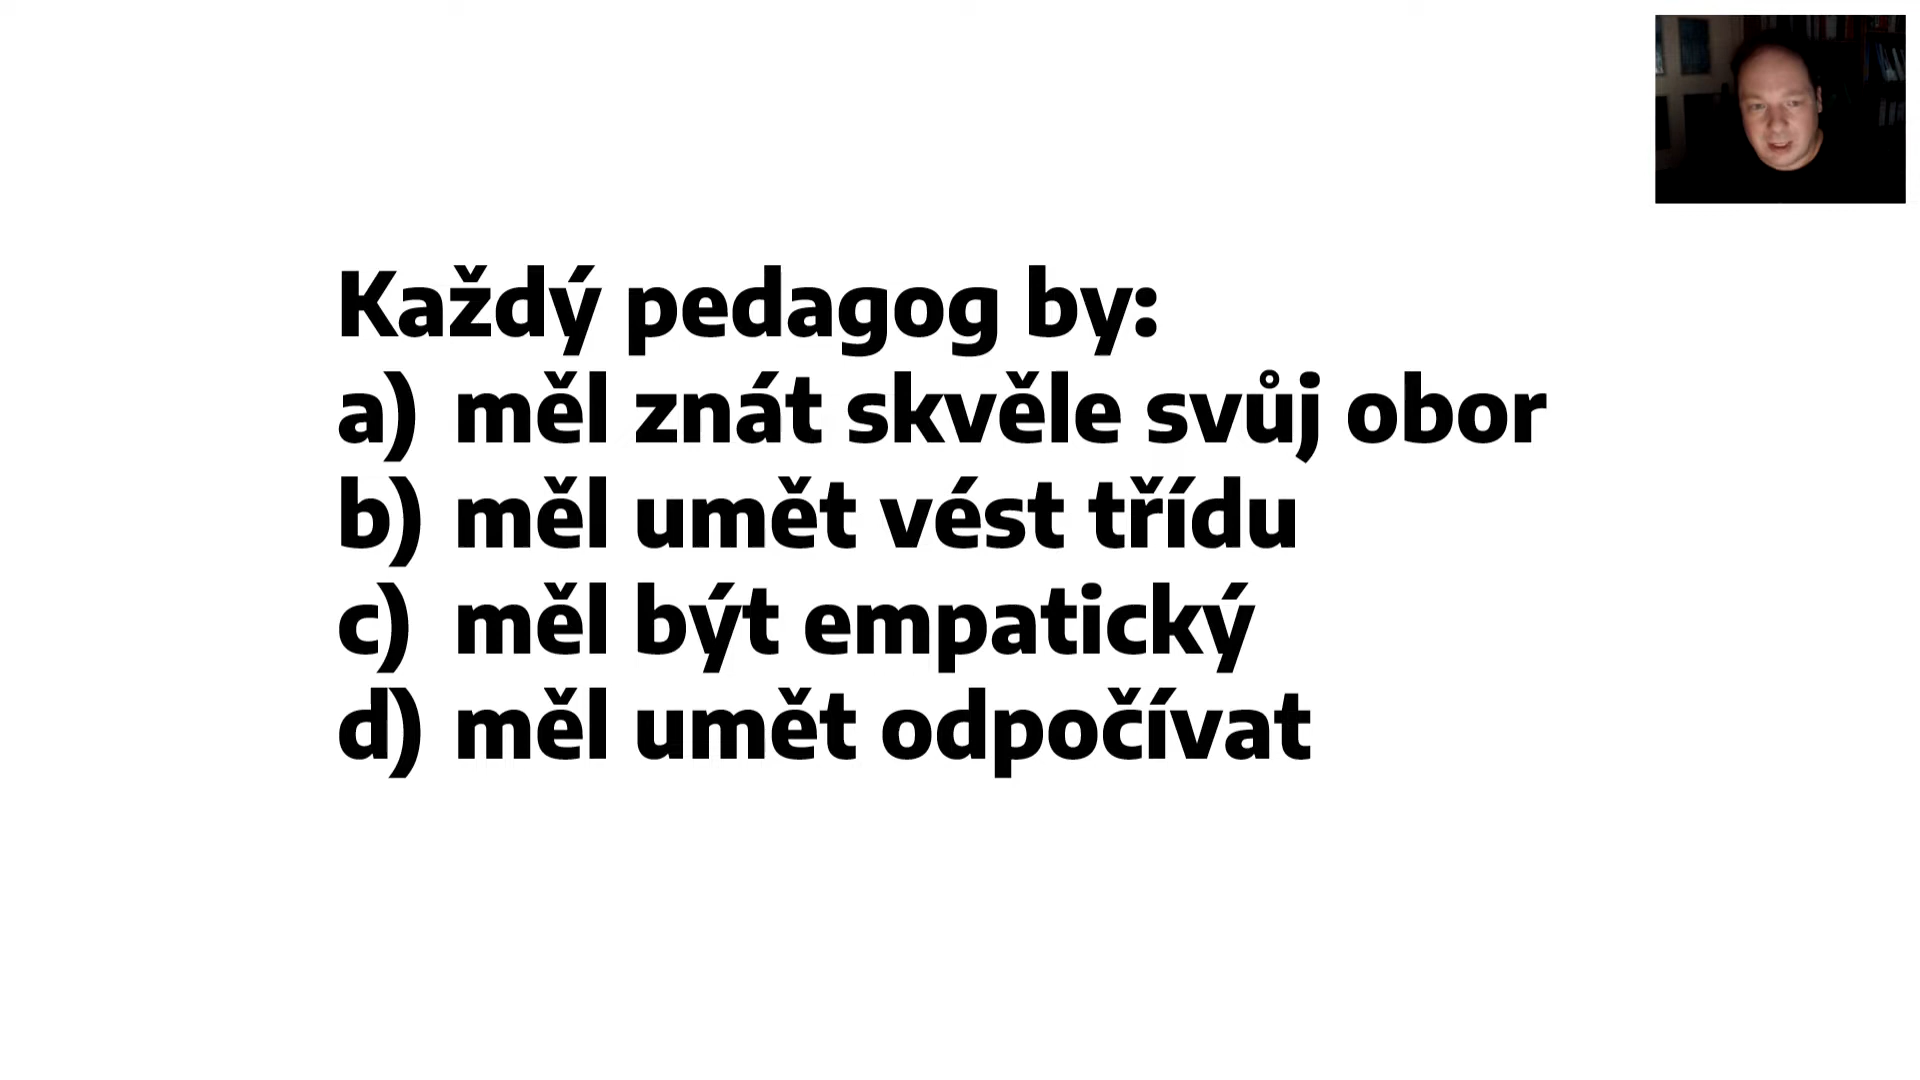 Každý pedagog by:
a) měl znát skvěle svůj obor
b) měl umět vést třídu
c) měl být empatický
d) měl umět odpočívat